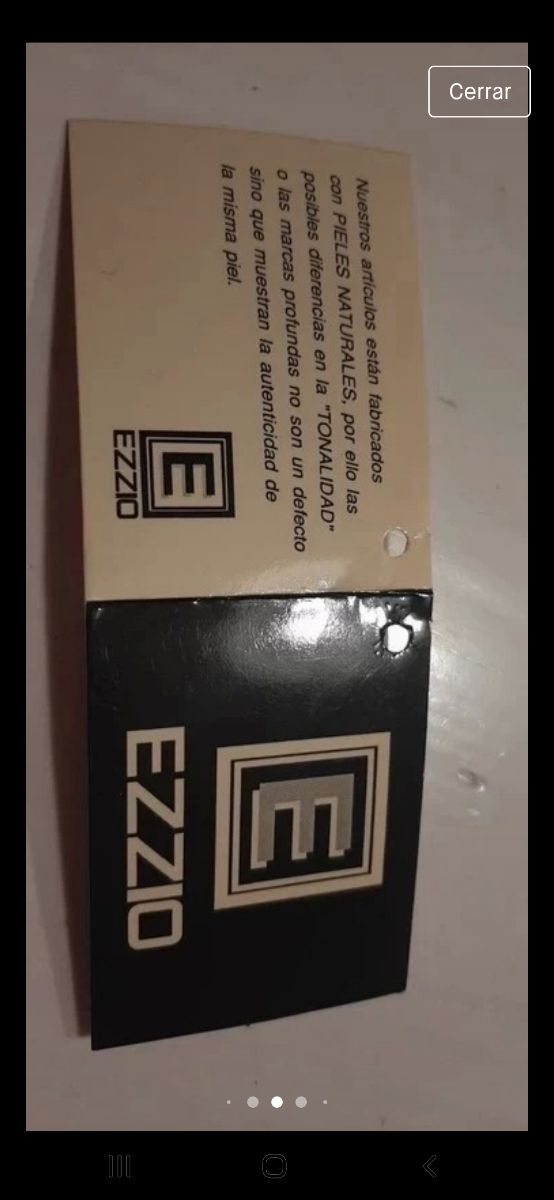 Cerrar
Nuestros artículos están fabricados
con PIELES NATURALES, por ello las
posibles diferencias en la "TONALIDAD"
o las marcas profundas no son un defecto
sino que muestran la autenticidad de
la misma piel.
E
EZZIO
E
EZZIO